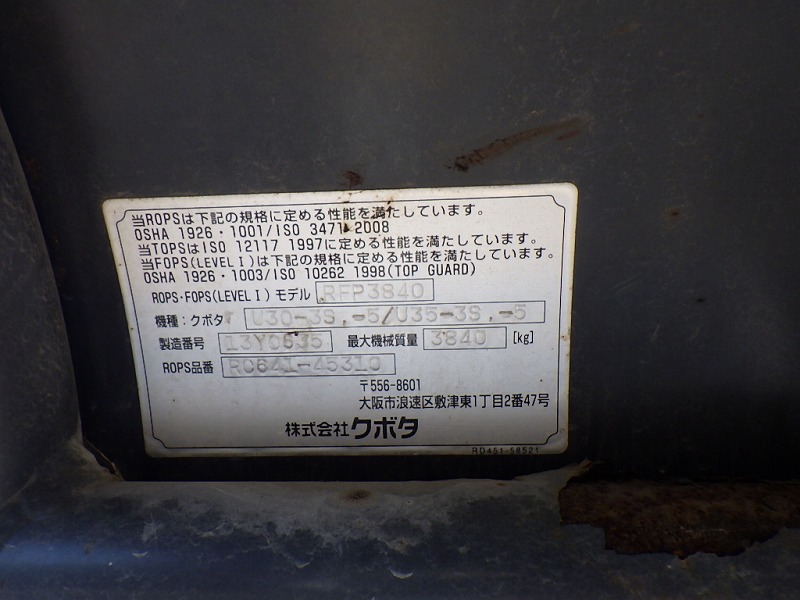 当ROPSは下記の規格に定める性能を満たしています。
OSHA 1926・1001/ISO 3471 2008
当TOPSはISO 12117 1997に定める性能を満たしています。
当FOPS(LEVEL I)は下記の規格に定める性能を満たしています。
OSHA 1926・1003/ISO 10262 1998(TOP GUARD)
ROPS・FOPS(LEVEL I) モデル RFP3840
機種：クボタ U30-3S,-5/U35-3S,-5
製造番号 13Y0635 最大機械質量 3840 [kg]
ROPS品番 RC641-45310
〒556-8601
大阪市浪速区敷津東1丁目2番47号
株式会社クボタ
RD451-58521